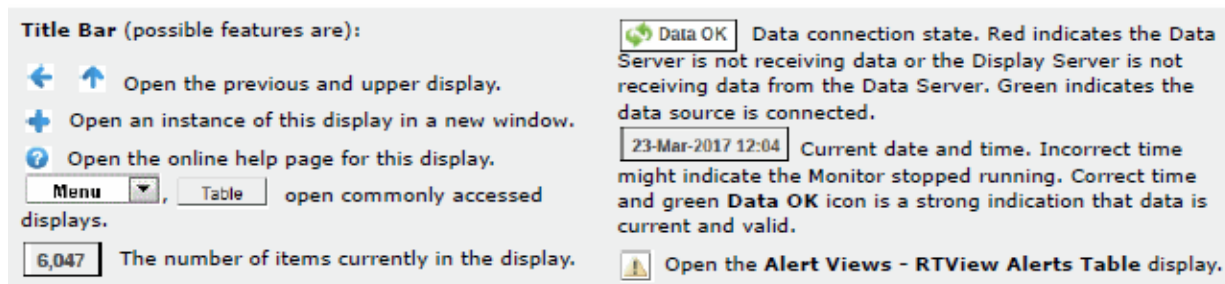 Title Bar (possible features are):
Open the previous and upper display.
Open an instance of this display in a new window.
Open the online help page for this display.
Menu , Table open commonly accessed
displays.
6,047 The number of items currently in the display.
Data OK Data connection state. Red indicates the Data
Server is not receiving data or the Display Server is not
receiving data from the Data Server. Green indicates the
data source is connected.
23-Mar-2017 12:04 Current date and time. Incorrect time
might indicate the Monitor stopped running. Correct time
and green Data OK icon is a strong indication that data is
current and valid.
Open the Alert Views - RTView Alerts Table display.